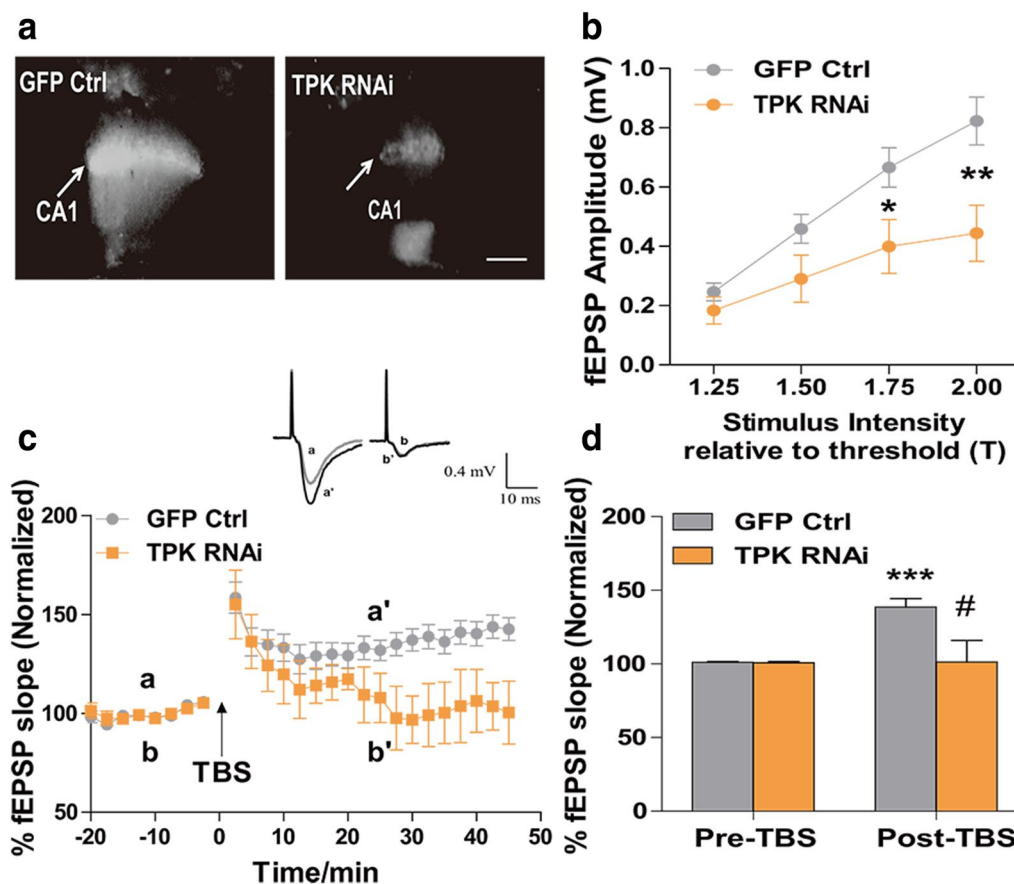 a
GFP Ctrl
CA1
TPK RNAi
CA1
b
GFP Ctrl
TPK RNAi
fEPSP Amplitude (mV)
1.0
0.8
0.6
0.4
0.2
0.0
*
**
1.25 1.50 1.75 2.00
Stimulus Intensity
relative to threshold (T)
c
a
a'
b
b'
0.4 mV
10 ms
% fEPSP slope (Normalized)
200
150
100
50
GFP Ctrl
TPK RNAi
a
b
a'
b'
TBS
-20 -10 0 10 20 30 40 50
Time/min
d
% fEPSP slope (Normalized)
200
150
100
50
0
GFP Ctrl
TPK RNAi
***
#
Pre-TBS Post-TBS